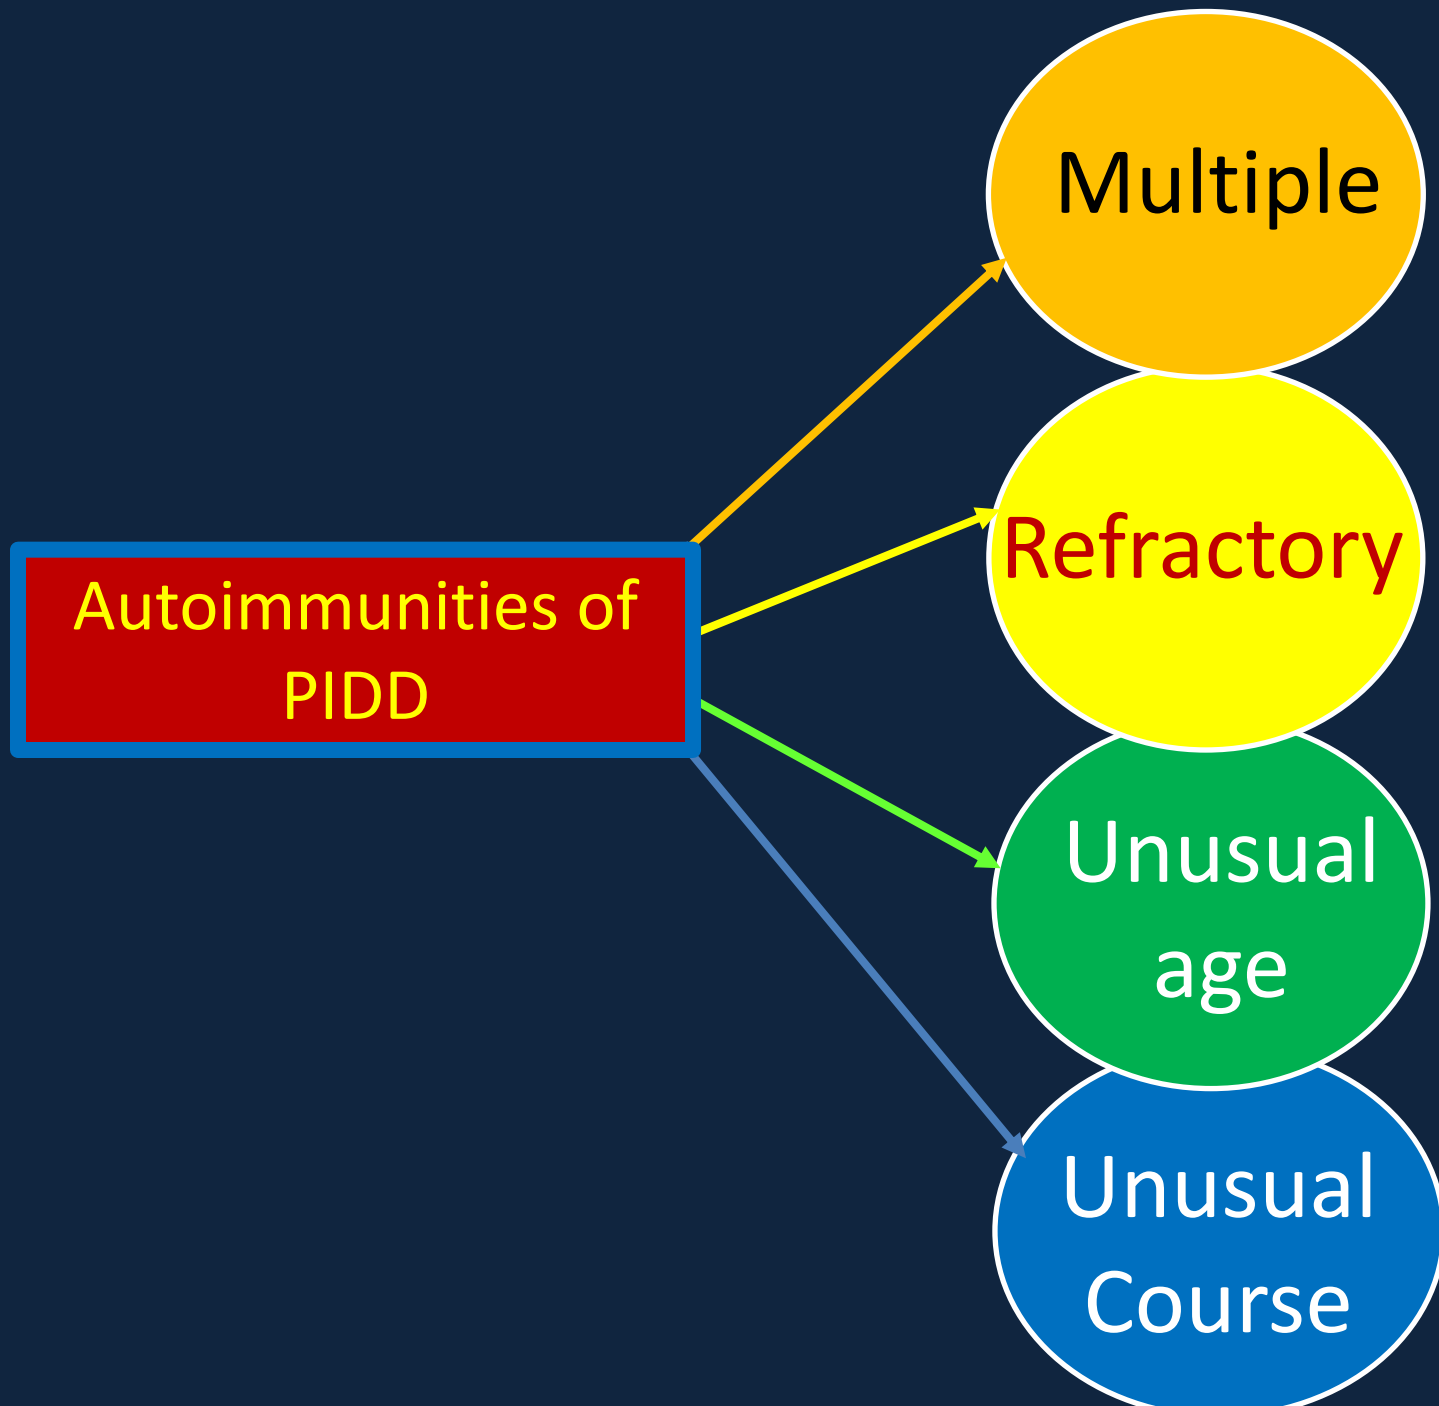 Multiple
Refractory
Autoimmunities of
PIDD
Unusual
age
Unusual
Course